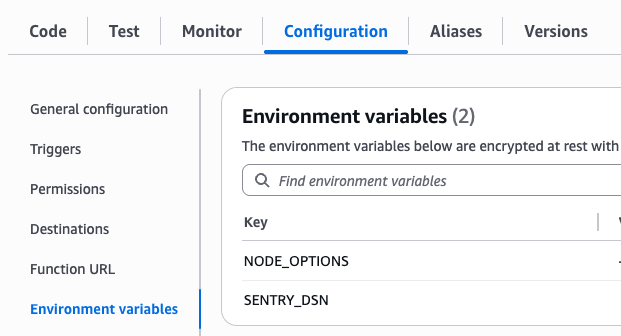 Code Test Monitor Configuration Aliases Versions
General configuration
Triggers
Permissions
Destinations
Function URL
Environment variables
Environment variables (2)
The environment variables below are encrypted at rest with
Find environment variables
Key
NODE_OPTIONS
SENTRY_DSN